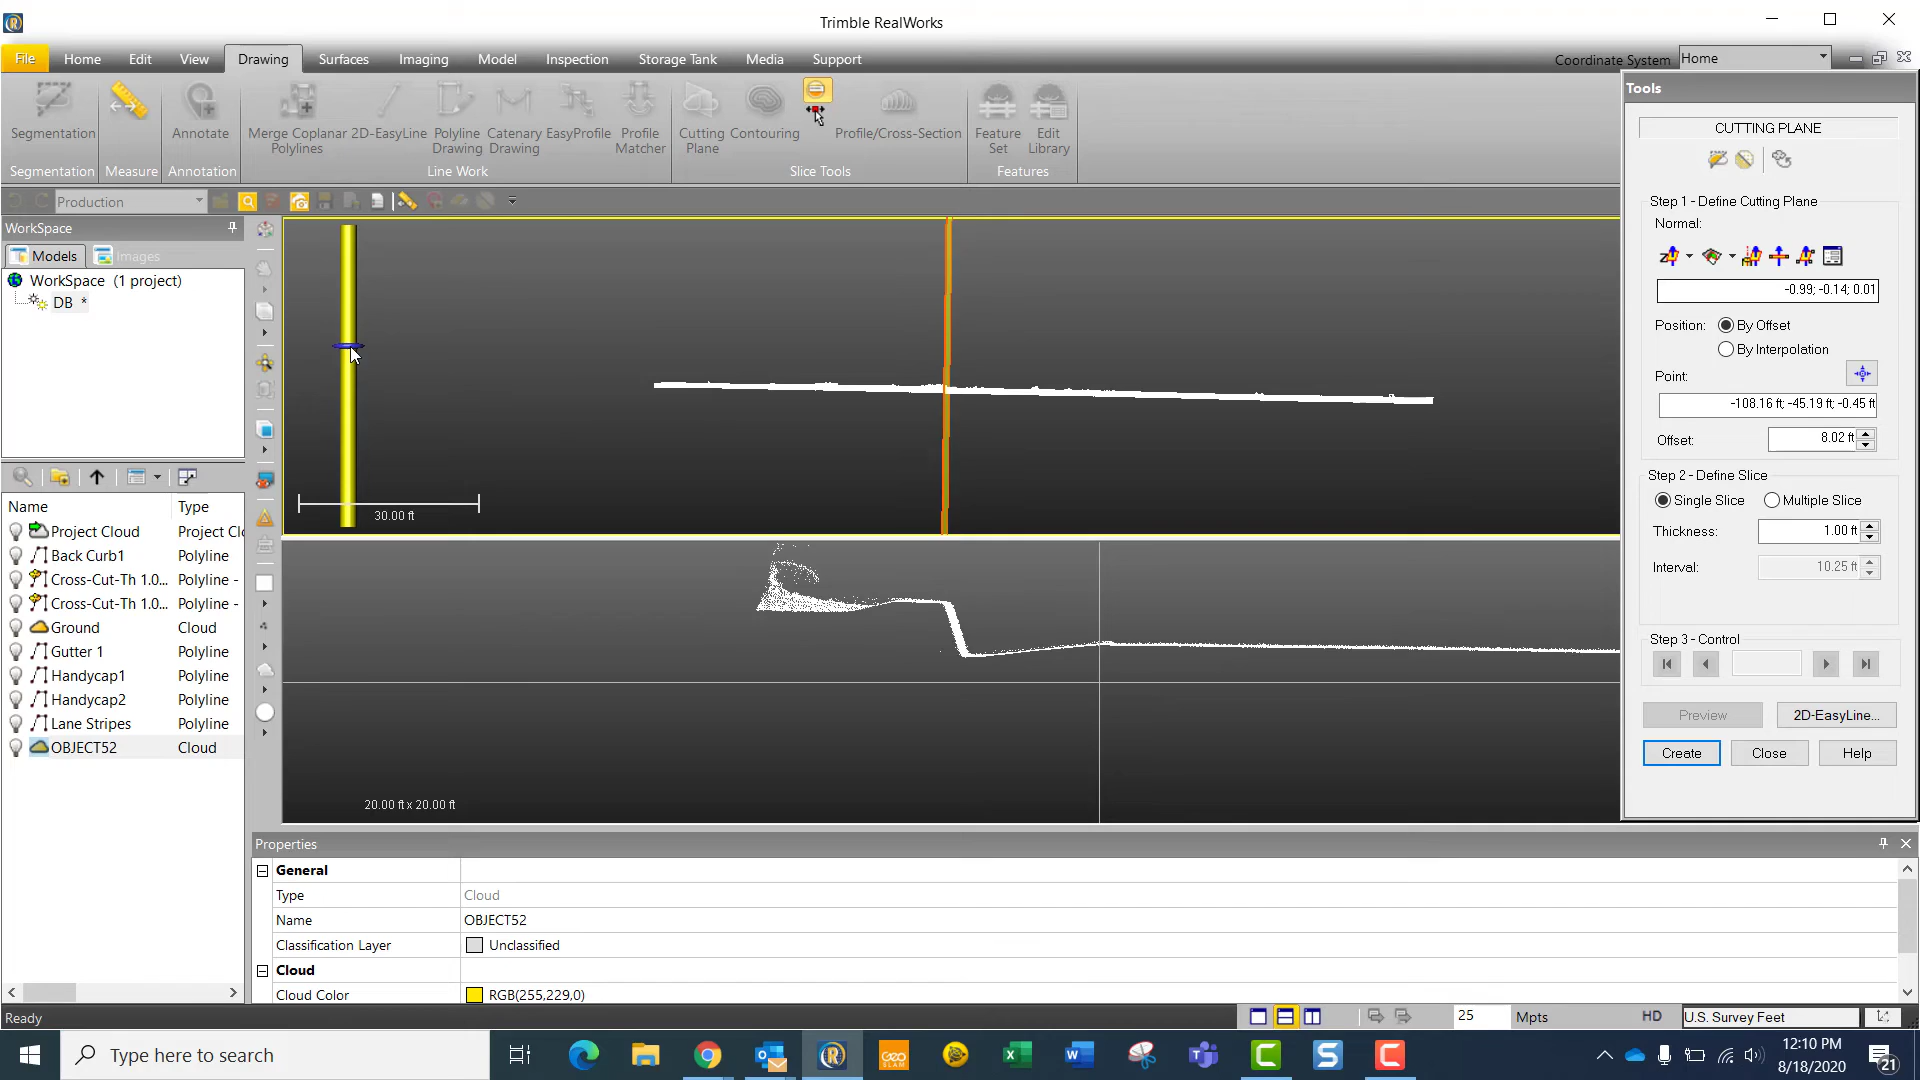 Trimble RealWorks
File Home Edit View Drawing Surfaces Imaging Model Inspection Storage Tank Media Support
Coordinate System Home
Segmentation
Annotate
Merge Coplanar Polylines
2D-EasyLine
Polyline Drawing
Catenary Drawing
EasyProfile
Profile Matcher
Cutting Plane
Contouring
Profile/Cross-Section
Feature Set
Edit Library
Segmentation Measure Annotation Line Work Slice Tools Features
Production
WorkSpace
Models Images
WorkSpace (1 project)
DB *
Name Type
Project Cloud Project Cl
Back Curb1 Polyline
Cross-Cut-Th 1.0... Polyline -
Cross-Cut-Th 1.0... Polyline -
Ground Cloud
Gutter 1 Polyline
Handycap1 Polyline
Handycap2 Polyline
Lane Stripes Polyline
OBJECT52 Cloud
30.00 ft
20.00 ft x 20.00 ft
Tools
CUTTING PLANE
Step 1 - Define Cutting Plane
Normal:
-0.99; -0.14; 0.01
Position: By Offset
By Interpolation
Point:
-108.16 ft; -45.19 ft; -0.45 ft
Offset: 8.02 ft
Step 2 - Define Slice
Single Slice Multiple Slice
Thickness: 1.00 ft
Interval: 10.25 ft
Step 3 - Control
Preview 2D-EasyLine...
Create Close Help
Properties
General
Type Cloud
Name OBJECT52
Classification Layer Unclassified
Cloud
Cloud Color RGB(255,229,0)
Ready
25 Mpts HD U.S. Survey Feet
Type here to search
GEO
SLAM
12:10 PM
8/18/2020
21